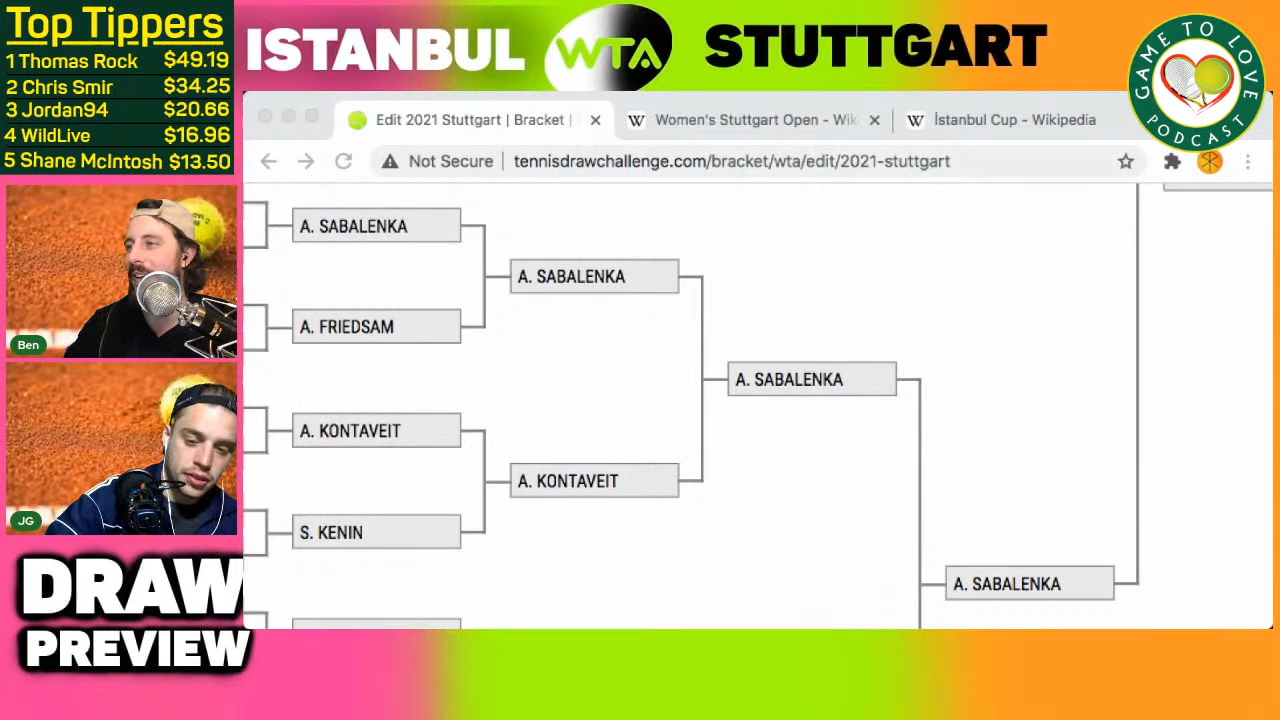 Top Tippers
1 Thomas Rock $49.19
2 Chris Smir $34.25
3 Jordan94 $20.66
4 WildLive $16.96
5 Shane McIntosh $13.50
ISTANBUL WTA STUTTGART
GAME TO LOVE
PODCAST
Edit 2021 Stuttgart | Bracket |
Women's Stuttgart Open - Wik
İstanbul Cup - Wikipedia
Not Secure | tennisdrawchallenge.com/bracket/wta/edit/2021-stuttgart
A. SABALENKA
A. SABALENKA
A. FRIEDSAM
A. SABALENKA
A. KONTAVEIT
A. KONTAVEIT
S. KENIN
A. SABALENKA
Ben
JG
DRAW
PREVIEW